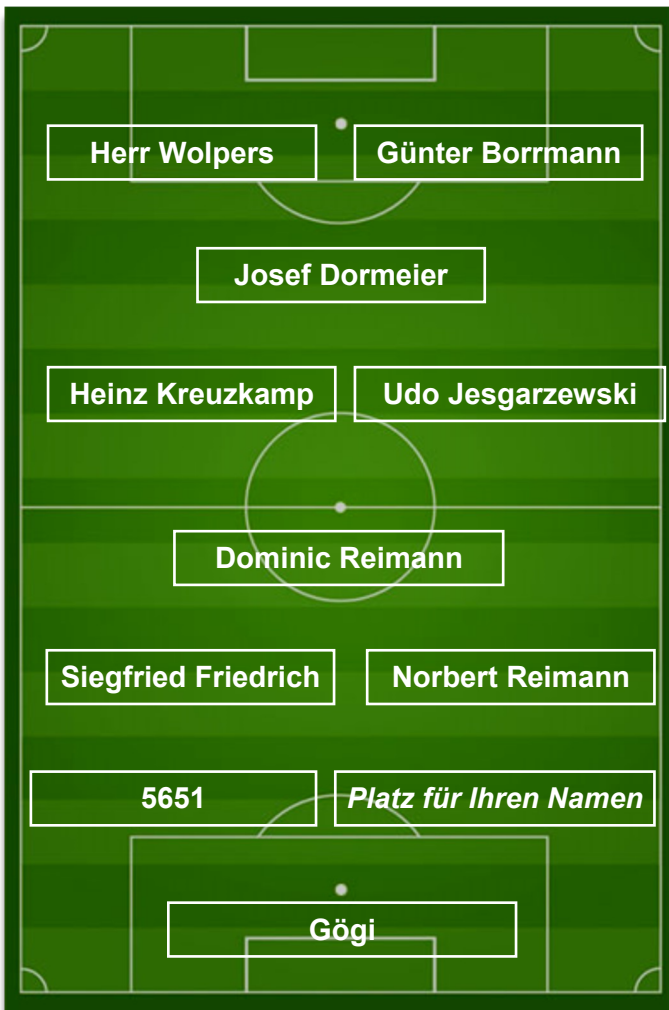 Herr Wolpers
Günter Borrmann
Josef Dormeier
Heinz Kreuzkamp
Udo Jesgarzewski
Dominic Reimann
Siegfried Friedrich
Norbert Reimann
5651
Platz für Ihren Namen
Gögi